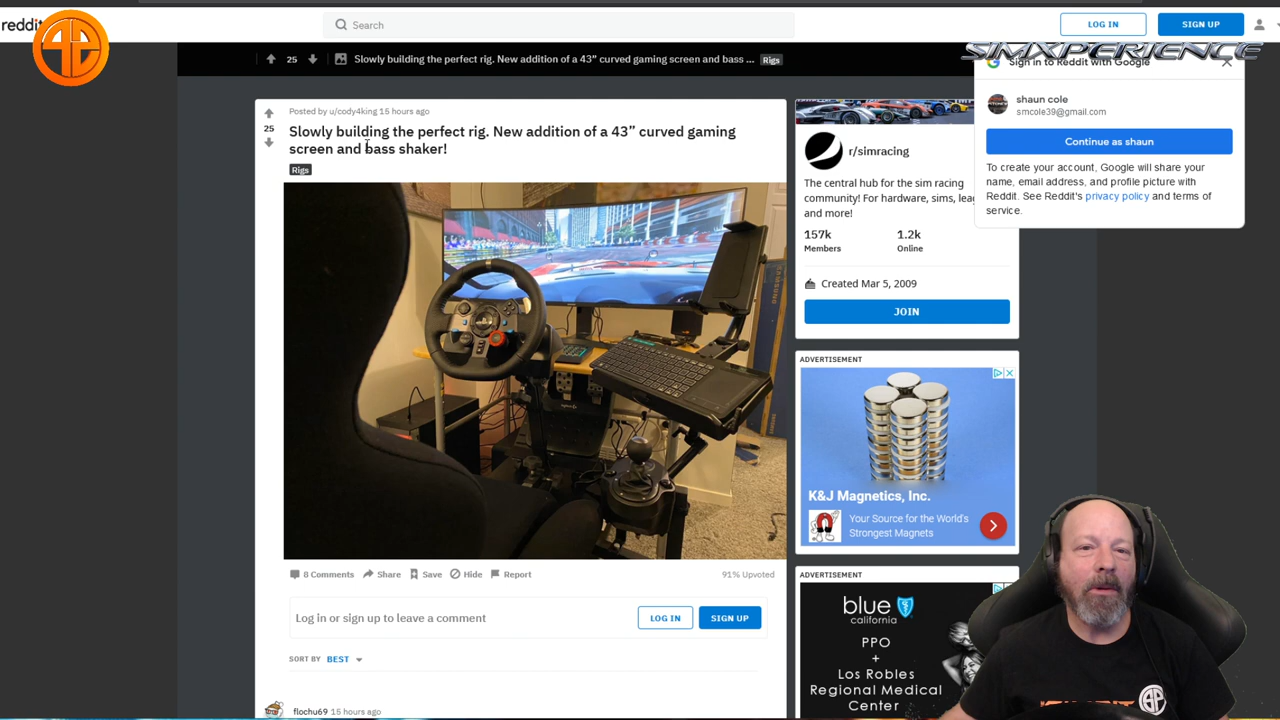 reddit
Search
LOG IN
SIGN UP
SIMXPERIENCE
25
Slowly building the perfect rig. New addition of a 43” curved gaming screen and bass ...
Rigs
Sign in to Reddit with Google
shaun cole
smcole39@gmail.com
Continue as shaun
To create your account, Google will share your
name, email address, and profile picture with
Reddit. See Reddit's privacy policy and terms of
service.
Posted by u/cody4king 15 hours ago
25
Slowly building the perfect rig. New addition of a 43” curved gaming
screen and bass shaker!
Rigs
r/simracing
The central hub for the sim racing
community! For hardware, sims,
and more!
157k
1.2k
Members
Online
Created Mar 5, 2009
JOIN
ADVERTISEMENT
K&J Magnetics, Inc.
Your Source for the World's
Strongest Magnets
8 Comments
Share
Save
Hide
Report
91% Upvoted
Log in or sign up to leave a comment
LOG IN
SIGN UP
SORT BY BEST
flochu69 15 hours ago
ADVERTISEMENT
blue
california
PPO
+
Los Robles
Regional Medical
Center
SAMSUNG